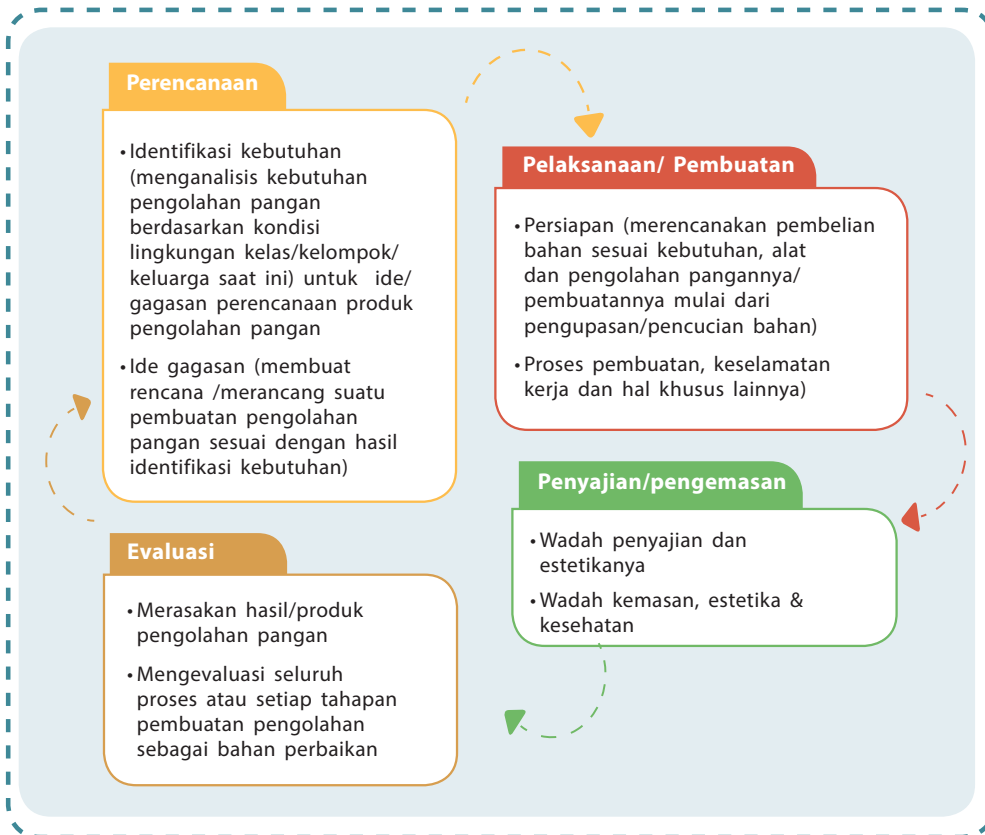 Perencanaan
• Identifikasi kebutuhan
(menganalisis kebutuhan
pengolahan pangan
berdasarkan kondisi
lingkungan kelas/kelompok/
keluarga saat ini) untuk ide/
gagasan perencanaan produk
pengolahan pangan
• Ide gagasan (membuat
rencana /merancang suatu
pembuatan pengolahan
pangan sesuai dengan hasil
identifikasi kebutuhan)
Pelaksanaan/ Pembuatan
• Persiapan (merencanakan pembelian
bahan sesuai kebutuhan, alat
dan pengolahan pangannya/
pembuatannya mulai dari
pengupasan/pencucian bahan)
• Proses pembuatan, keselamatan
kerja dan hal khusus lainnya)
Penyajian/pengemasan
• Wadah penyajian dan
estetikanya
• Wadah kemasan, estetika &
kesehatan
Evaluasi
• Merasakan hasil/produk
pengolahan pangan
• Mengevaluasi seluruh
proses atau setiap tahapan
pembuatan pengolahan
sebagai bahan perbaikan